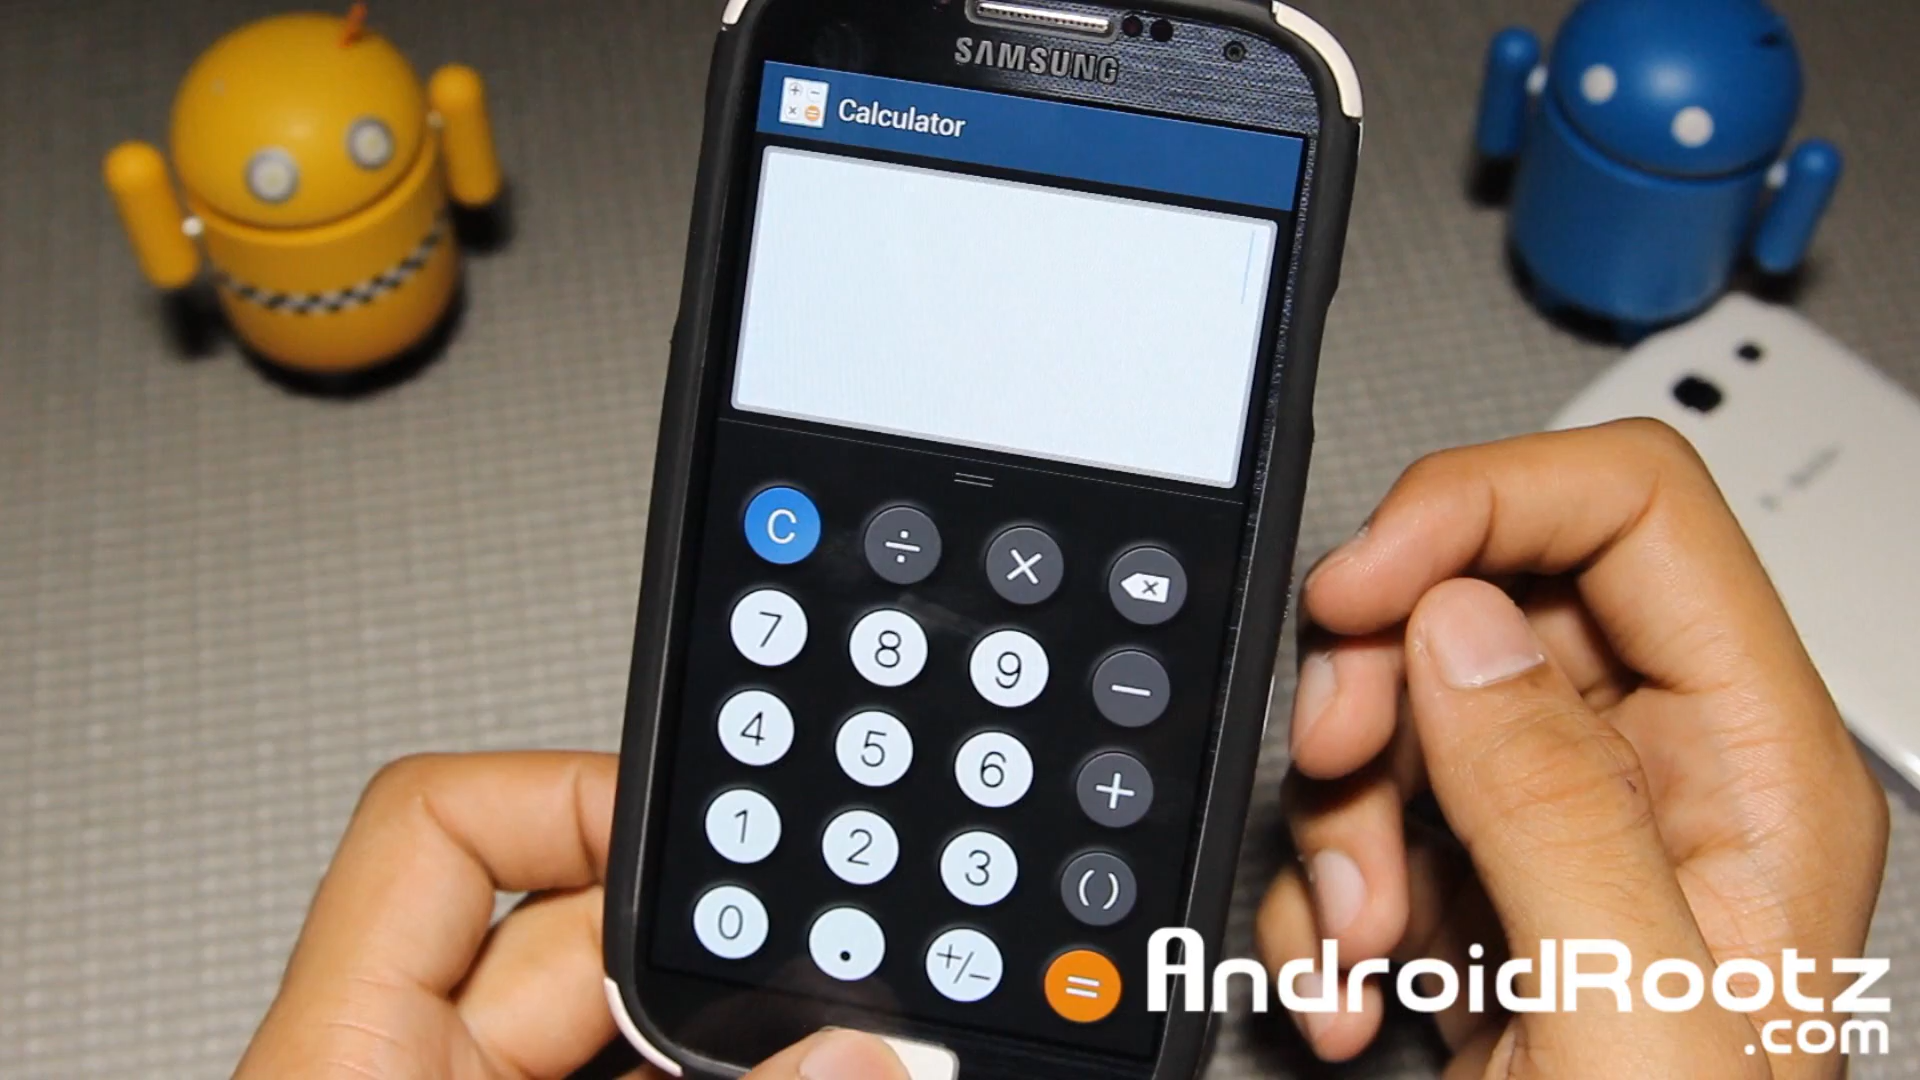 SAMSUNG
Calculator
C ÷ ×
7 8 9 −
4 5 6 +
1 2 3 ()
0 . +/− =
AndroidRootz
.com